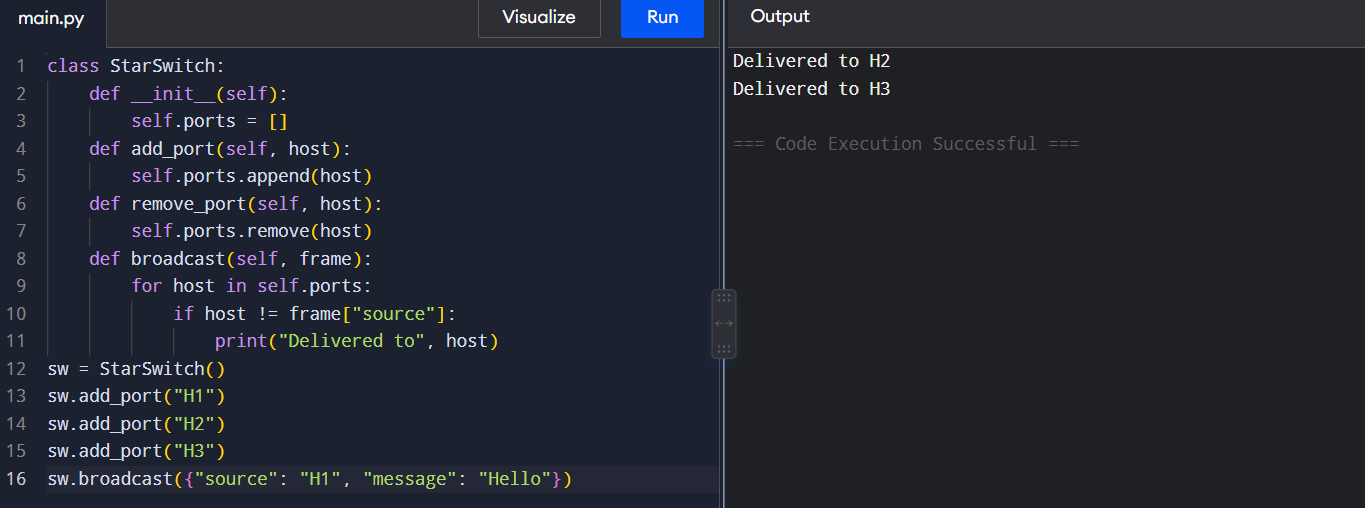 main.py
Visualize
Run
Output
1 class StarSwitch:
2     def __init__(self):
3         self.ports = []
4     def add_port(self, host):
5         self.ports.append(host)
6     def remove_port(self, host):
7         self.ports.remove(host)
8     def broadcast(self, frame):
9         for host in self.ports:
10             if host != frame["source"]:
11                 print("Delivered to", host)
12 sw = StarSwitch()
13 sw.add_port("H1")
14 sw.add_port("H2")
15 sw.add_port("H3")
16 sw.broadcast({"source": "H1", "message": "Hello"})
Delivered to H2
Delivered to H3
=== Code Execution Successful ===